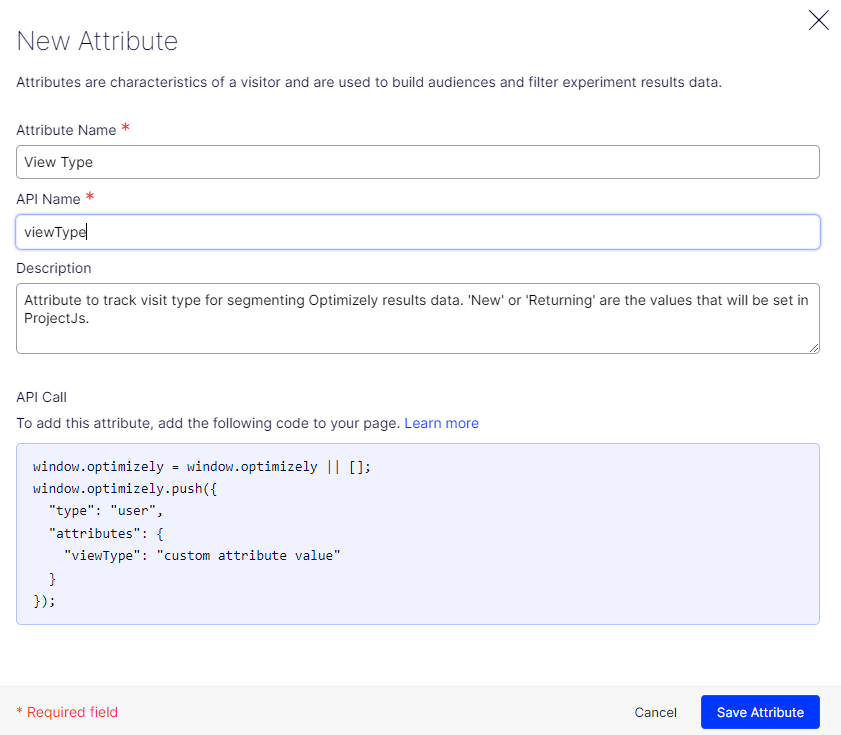 New Attribute
Attributes are characteristics of a visitor and are used to build audiences and filter experiment results data.
Attribute Name *
View Type
API Name *
viewType
Description
Attribute to track visit type for segmenting Optimizely results data. 'New' or 'Returning' are the values that will be set in
ProjectJs.
API Call
To add this attribute, add the following code to your page. Learn more
window.optimizely = window.optimizely || [];
window.optimizely.push({
  "type": "user",
  "attributes": {
    "viewType": "custom attribute value"
  }
});
* Required field
Cancel
Save Attribute